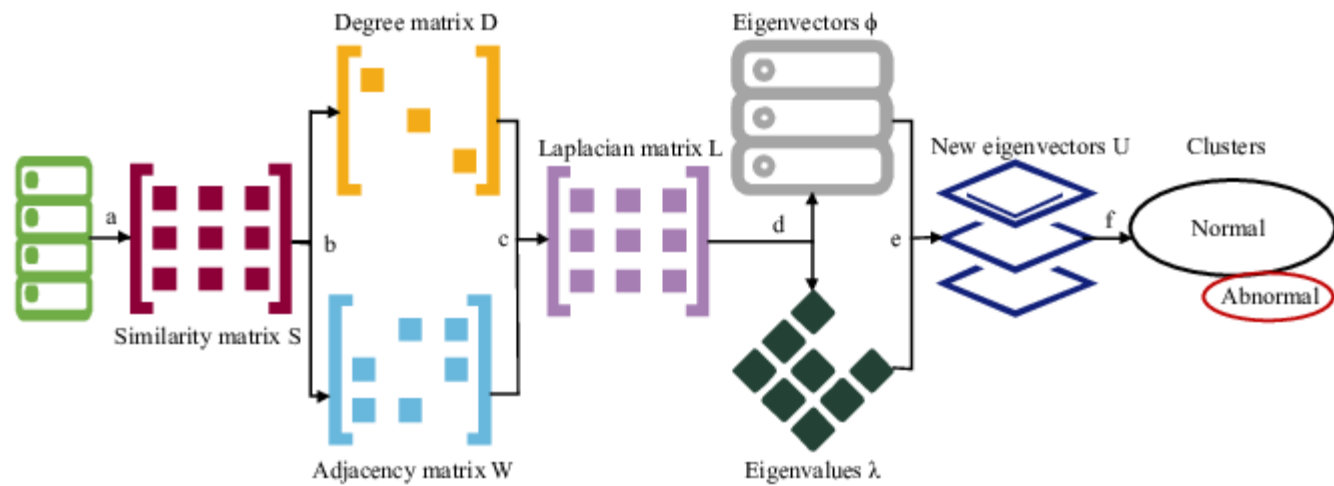 Degree matrix D
Eigenvectors ϕ
Laplacian matrix L
New eigenvectors U
Clusters
a
b
c
d
e
f
Normal
Abnormal
Similarity matrix S
Adjacency matrix W
Eigenvalues λ